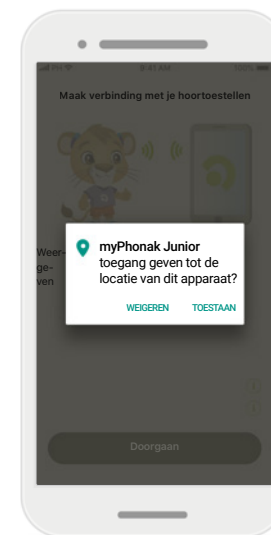 9:41 AM
100%
Maak verbinding met je hoortoestellen
Weer-
ge-
ven
myPhonak Junior
toegang geven tot de
locatie van dit apparaat?
WEIGEREN
TOESTAAN
Doorgaan